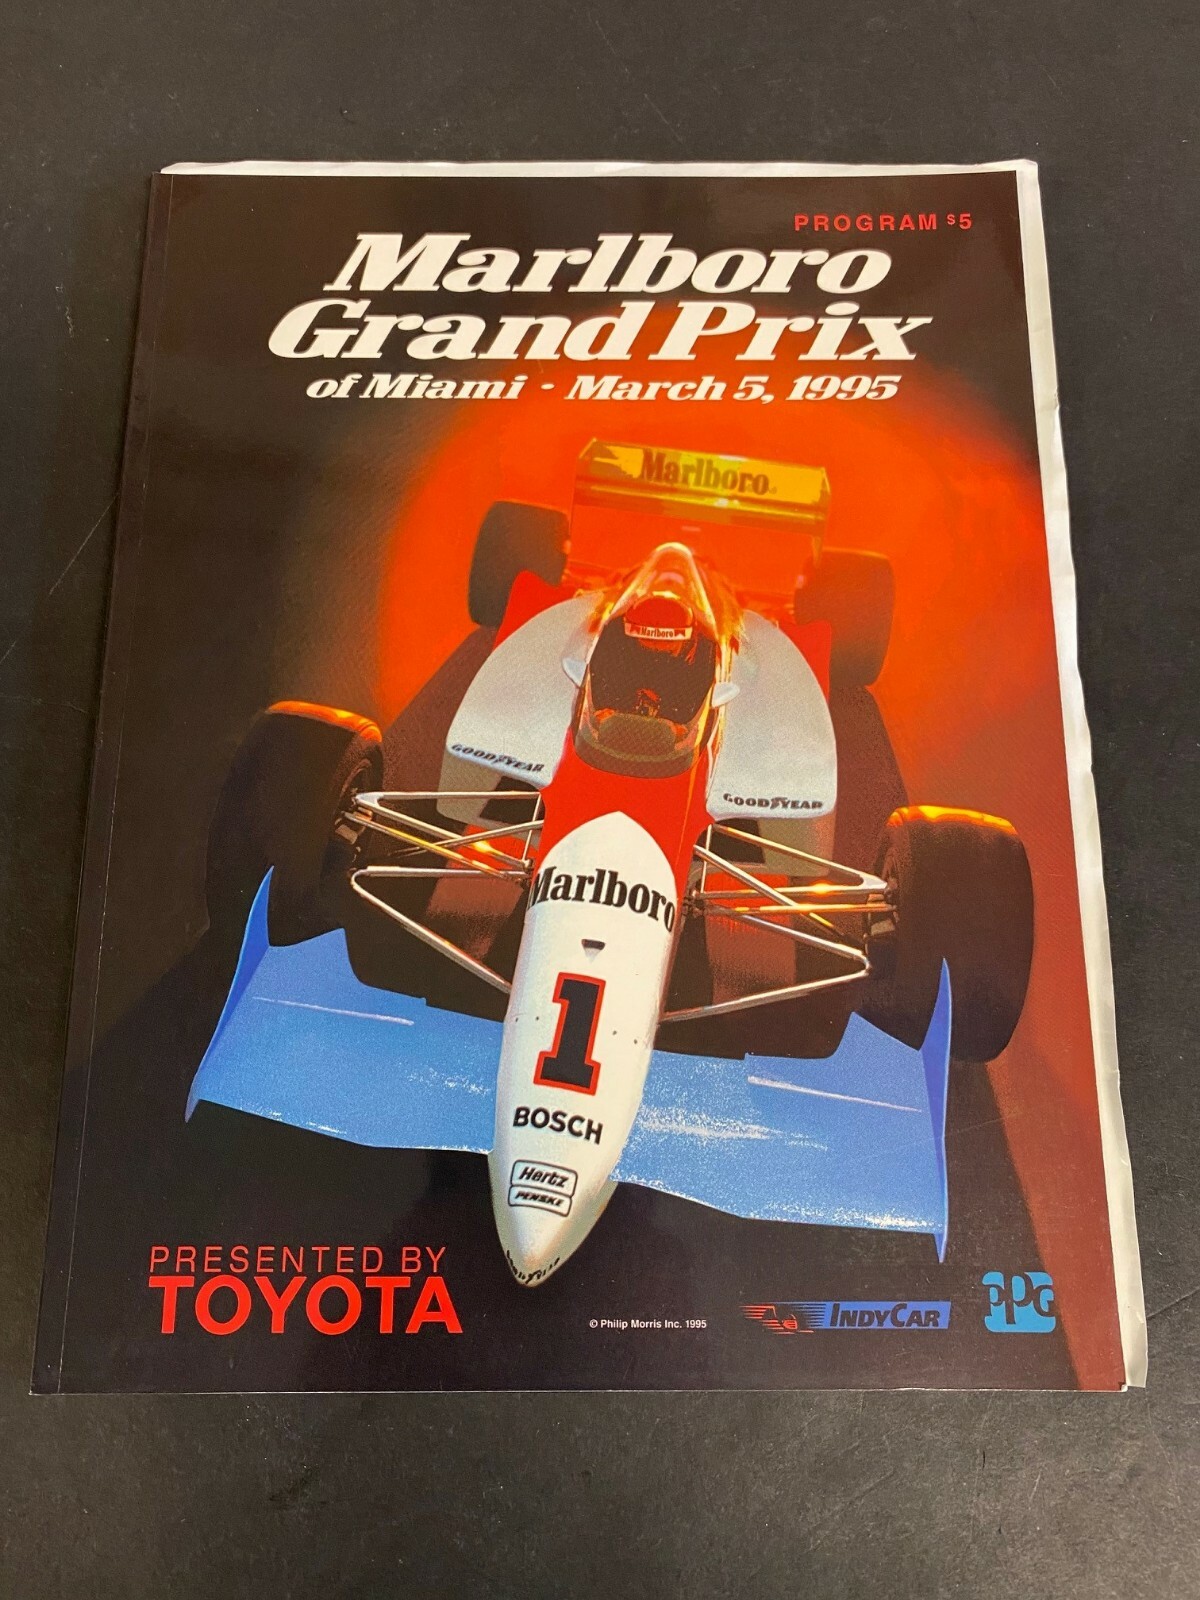 PROGRAM $5
Marlboro
Grand Prix
of Miami · March 5, 1995
Marlboro
Marlboro
GOODYEAR
GOODYEAR
Marlboro
1
BOSCH
Hertz
PENSKE
PRESENTED BY
TOYOTA
© Philip Morris Inc. 1995
INDYCAR
PPG